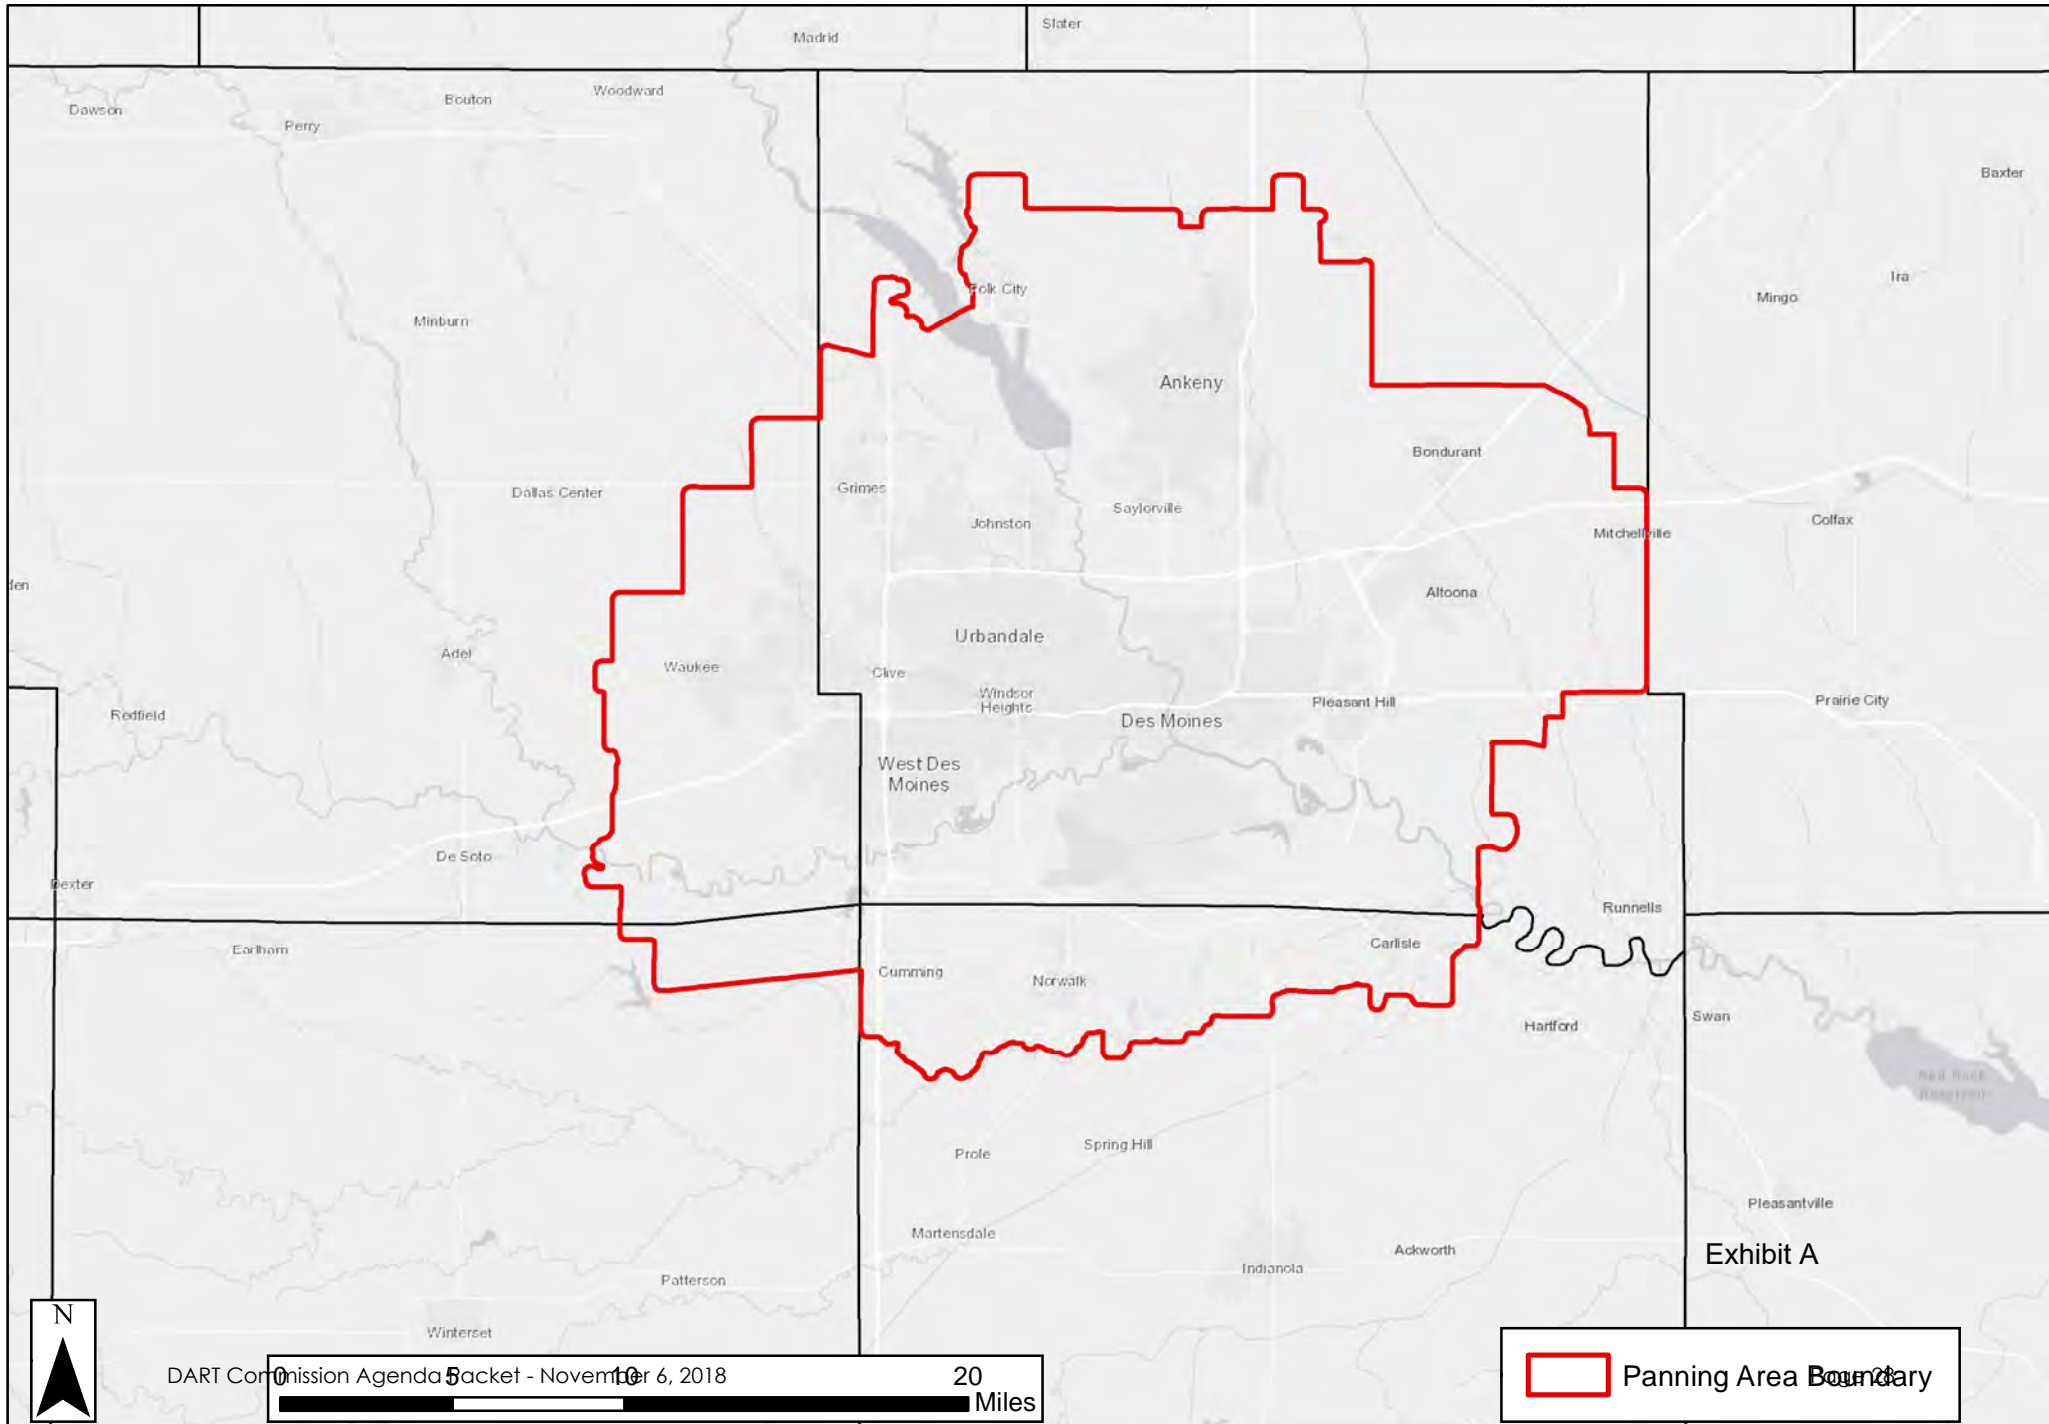 Slater
Madrid
Woodward
Bouton
Dawson
Perry
Baxter
Ira
Polk City
Mingo
Minburn
Ankeny
Bondurant
Grimes
Dallas Center
Saylorville
Johnston
Colfax
Mitchellville
Altoona
Urbandale
Adel
Waukee
Clive
Windsor
Heights
Pleasant Hill
Prairie City
Redfield
Des Moines
West Des
Moines
De Soto
Dexter
Runnells
Carlisle
Earlham
Cumming
Norwalk
Swan
Hartford
Red Rock
Reservoir
Spring Hill
Prole
Pleasantville
Martensdale
Ackworth
Exhibit A
Indianola
Patterson
N
Winterset
DART Commission Agenda Packet - November 6, 2018
0 5 10 20
Miles
Panning Area Boundary
Page 28